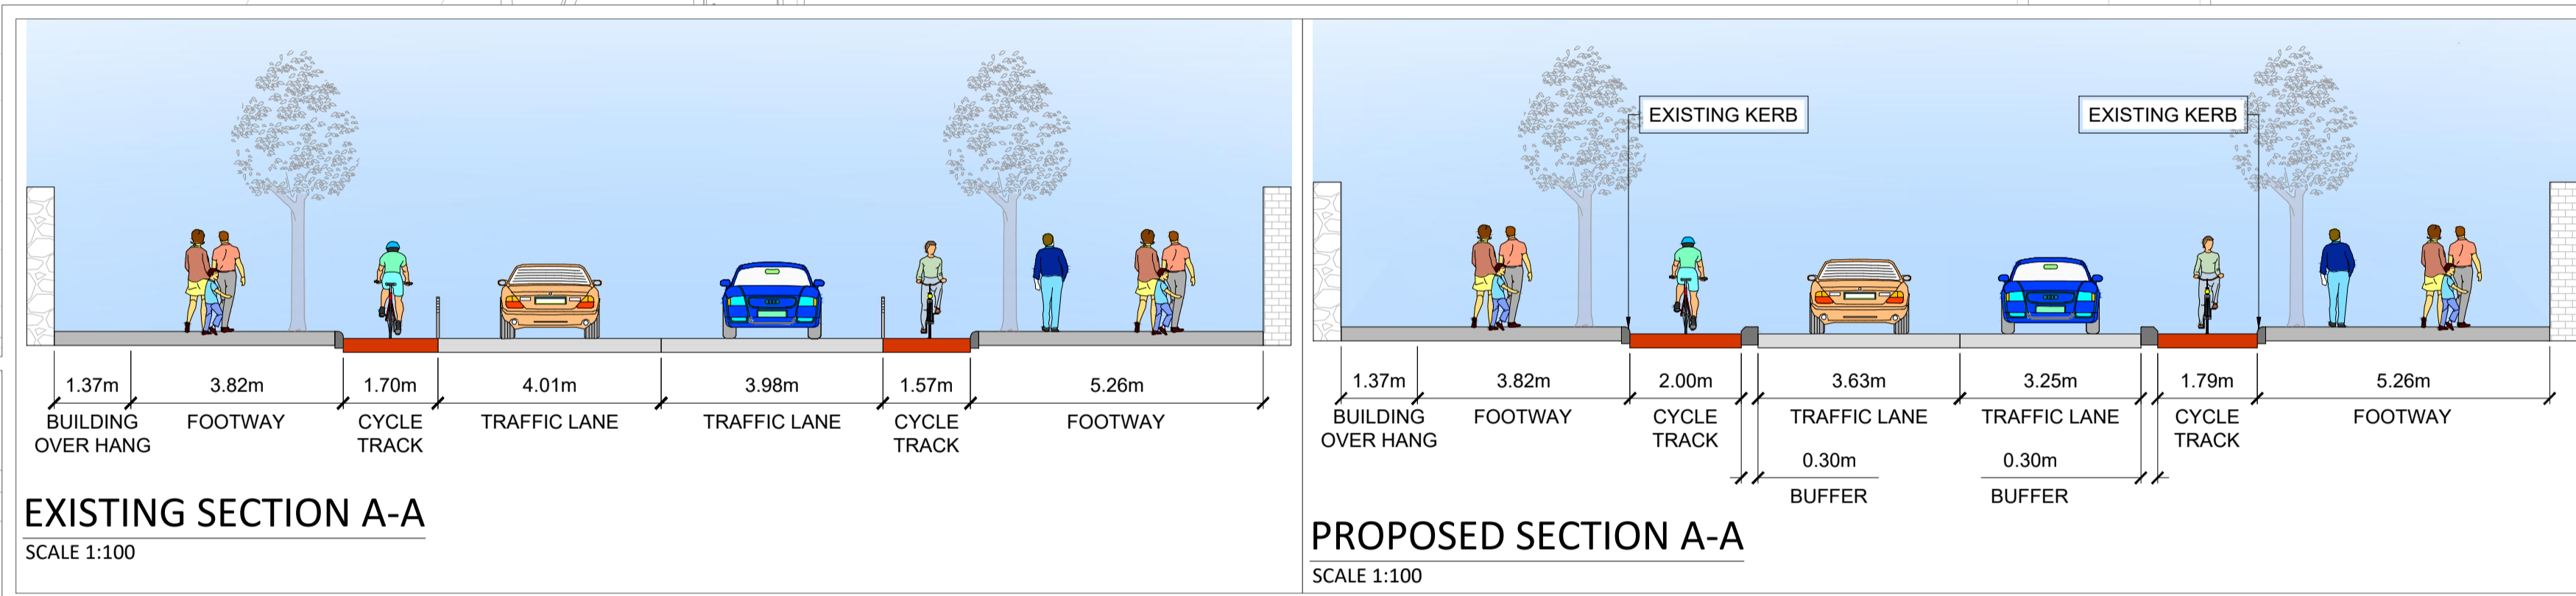 1.37m 3.82m 1.70m 4.01m 3.98m 1.57m 5.26m
BUILDING OVER HANG
FOOTWAY
CYCLE TRACK
TRAFFIC LANE
TRAFFIC LANE
CYCLE TRACK
FOOTWAY
EXISTING SECTION A-A
SCALE 1:100
EXISTING KERB
EXISTING KERB
1.37m 3.82m 2.00m 3.63m 3.25m 1.79m 5.26m
BUILDING OVER HANG
FOOTWAY
CYCLE TRACK
TRAFFIC LANE
TRAFFIC LANE
CYCLE TRACK
FOOTWAY
0.30m
BUFFER
0.30m
BUFFER
PROPOSED SECTION A-A
SCALE 1:100